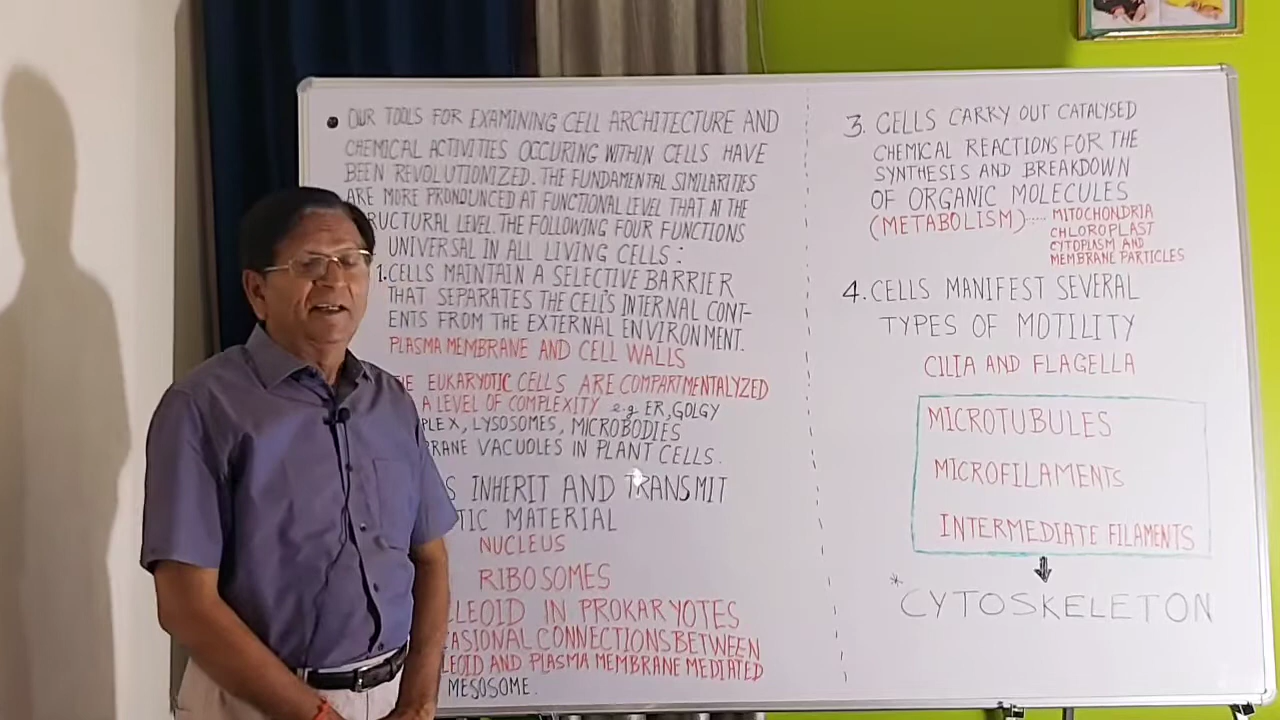 • OUR TOOLS FOR EXAMINING CELL ARCHITECTURE AND
CHEMICAL ACTIVITIES OCCURING WITHIN CELLS HAVE
BEEN REVOLUTIONIZED. THE FUNDAMENTAL SIMILARITIES
ARE MORE PRONOUNCED AT FUNCTIONAL LEVEL THAT AT THE
RUCTURAL LEVEL. THE FOLLOWING FOUR FUNCTIONS
UNIVERSAL IN ALL LIVING CELLS :
1. CELLS MAINTAIN A SELECTIVE BARRIER
THAT SEPARATES THE CELL'S INTERNAL CONT-
ENTS FROM THE EXTERNAL ENVIRONMENT.
PLASMA MEMBRANE AND CELL WALLS
EUKARYOTIC CELLS ARE COMPARTMENTALIZED
A LEVEL OF COMPLEXITY e.g ER, GOLGY
PLEX, LYSOSOMES, MICROBODIES
RANE VACUOLES IN PLANT CELLS.
S INHERIT AND TRANSMIT
TIC MATERIAL
NUCLEUS
RIBOSOMES
LEOID IN PROKARYOTES
CASIONAL CONNECTIONS BETWEEN
LEOID AND PLASMA MEMBRANE MEDIATED
MESOSOME.
3. CELLS CARRY OUT CATALYSED
CHEMICAL REACTIONS FOR THE
SYNTHESIS AND BREAKDOWN
OF ORGANIC MOLECULES
(METABOLISM)..... MITOCHONDRIA
CHLOROPLAST
CYTOPLASM AND
MEMBRANE PARTICLES
4. CELLS MANIFEST SEVERAL
TYPES OF MOTILITY
CILIA AND FLAGELLA
MICROTUBULES
MICROFILAMENTS
INTERMEDIATE FILAMENTS
* CYTOSKELETON